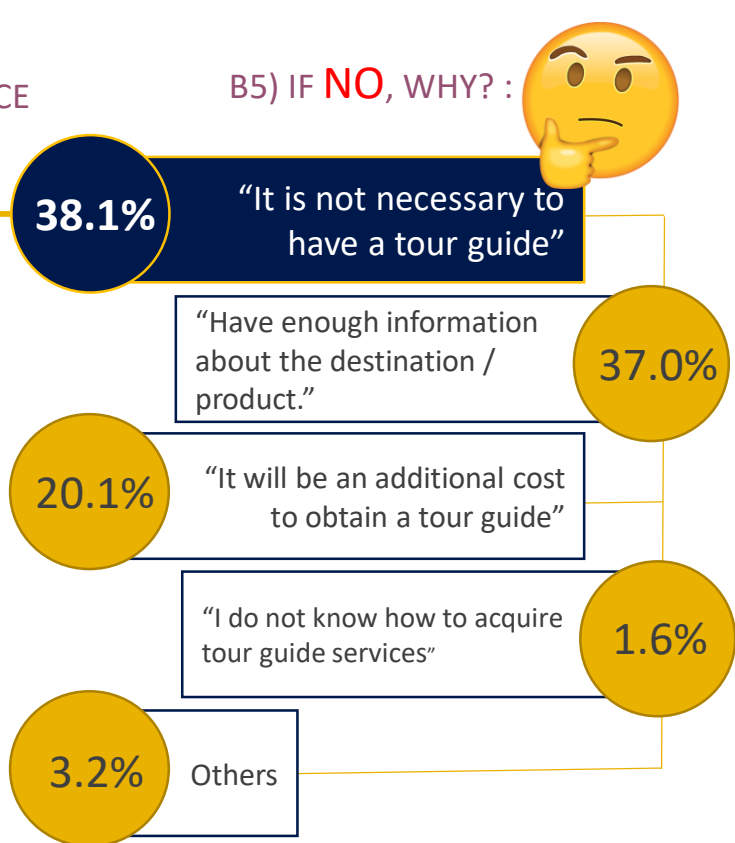 CE
B5) IF NO, WHY? :
38.1%
“It is not necessary to
have a tour guide”
“Have enough information
about the destination /
product.”
37.0%
20.1%
“It will be an additional cost
to obtain a tour guide”
“I do not know how to acquire
tour guide services”
1.6%
3.2%
Others